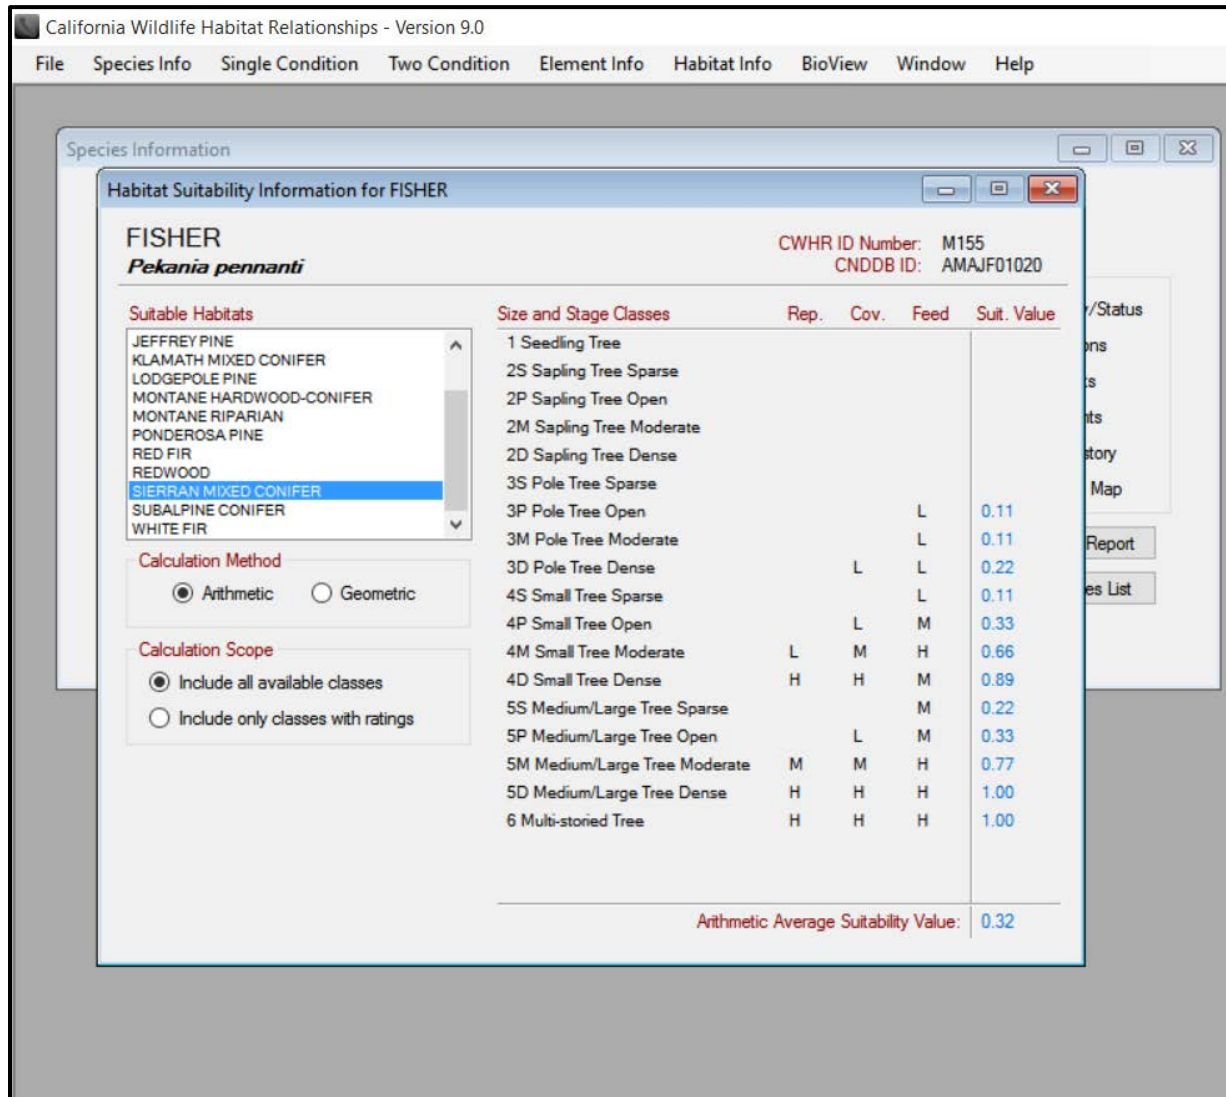 California Wildlife Habitat Relationships - Version 9.0
File Species Info Single Condition Two Condition Element Info Habitat Info BioView Window Help
Species Information
Habitat Suitability Information for FISHER
FISHER
Pekania pennanti
CWHR ID Number: M155
CNDDB ID: AMAJF01020
Suitable Habitats
JEFFREY PINE
KLAMATH MIXED CONIFER
LODGEPOLE PINE
MONTANE HARDWOOD-CONIFER
MONTANE RIPARIAN
PONDEROSA PINE
RED FIR
REDWOOD
SIERRAN MIXED CONIFER
SUBALPINE CONIFER
WHITE FIR
Calculation Method
Arithmetic Geometric
Calculation Scope
Include all available classes
Include only classes with ratings
Size and Stage Classes Rep. Cov. Feed Suit. Value
1 Seedling Tree
2S Sapling Tree Sparse
2P Sapling Tree Open
2M Sapling Tree Moderate
2D Sapling Tree Dense
3S Pole Tree Sparse
3P Pole Tree Open L 0.11
3M Pole Tree Moderate L 0.11
3D Pole Tree Dense L L 0.22
4S Small Tree Sparse L 0.11
4P Small Tree Open L M 0.33
4M Small Tree Moderate L M H 0.66
4D Small Tree Dense H H M 0.89
5S Medium/Large Tree Sparse M 0.22
5P Medium/Large Tree Open L M 0.33
5M Medium/Large Tree Moderate M M H 0.77
5D Medium/Large Tree Dense H H H 1.00
6 Multi-storied Tree H H H 1.00
Arithmetic Average Suitability Value: 0.32
/Status
ons
ts
nts
story
Map
Report
es List